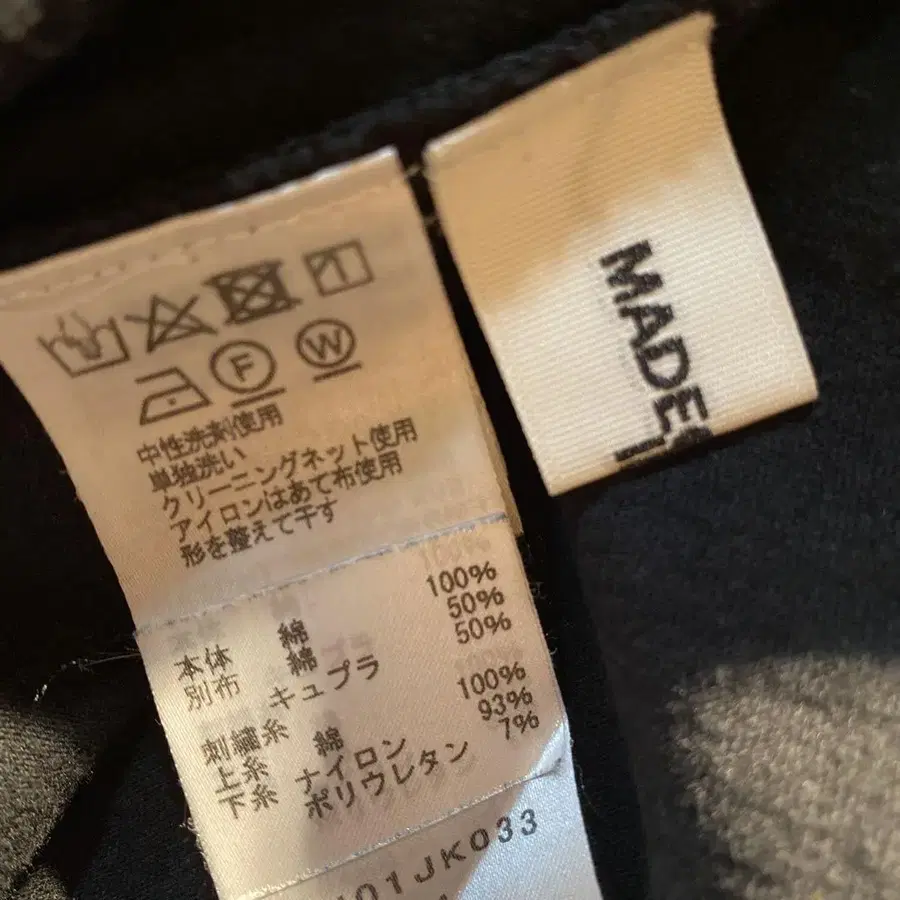 F W
中性洗剤使用
単独洗い
クリーニングネット使用
アイロンはあて布使用
形を整えて干す
本体 綿 100%
別布 綿 50%
キュプラ 50%
刺繍糸
上糸 綿 100%
下糸 ナイロン 93%
ポリウレタン 7%
01JK033
MADE